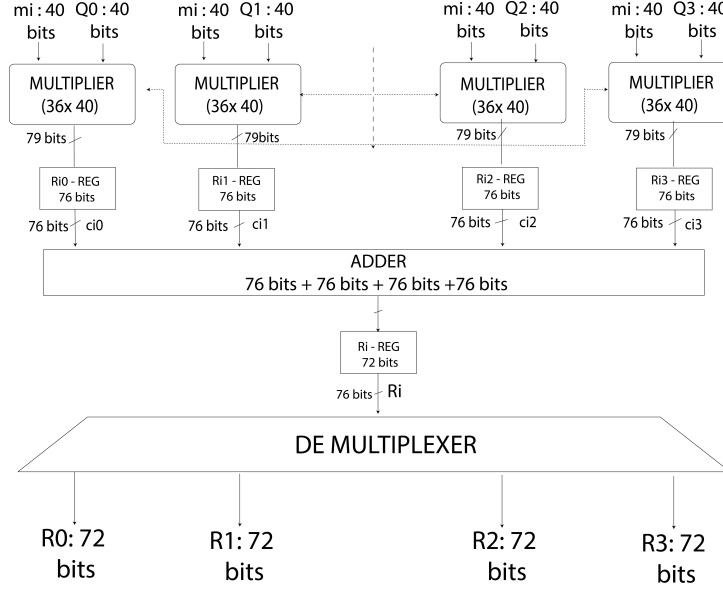 mi : 40 Q0 : 40 mi : 40 Q1 : 40 mi : 40 Q2 : 40 mi : 40 Q3 : 40
bits bits bits bits bits bits bits bits
MULTIPLIER MULTIPLIER MULTIPLIER MULTIPLIER
(36x 40) (36x 40) (36x 40) (36x 40)
79 bits 79bits 79 bits 79 bits
Ri0 - REG Ri1 - REG Ri2 - REG Ri3 - REG
76 bits 76 bits 76 bits 76 bits
76 bits ci0 76 bits ci1 76 bits ci2 76 bits ci3
ADDER
76 bits + 76 bits + 76 bits +76 bits
Ri - REG
72 bits
76 bits Ri
DE MULTIPLEXER
R0: 72 R1: 72 R2: 72 R3: 72
bits bits bits bits